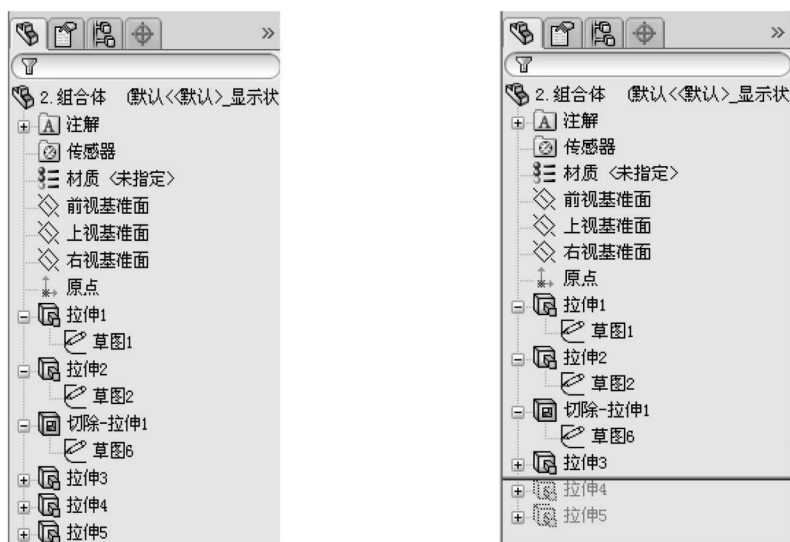 2.组合体 (默认<<默认>_显示状
注解
传感器
材质 <未指定>
前视基准面
上视基准面
右视基准面
原点
拉伸1
草图1
拉伸2
草图2
切除-拉伸1
草图6
拉伸3
拉伸4
拉伸5
2.组合体 (默认<<默认>_显示状
注解
传感器
材质 <未指定>
前视基准面
上视基准面
右视基准面
原点
拉伸1
草图1
拉伸2
草图2
切除-拉伸1
草图6
拉伸3
拉伸4
拉伸5